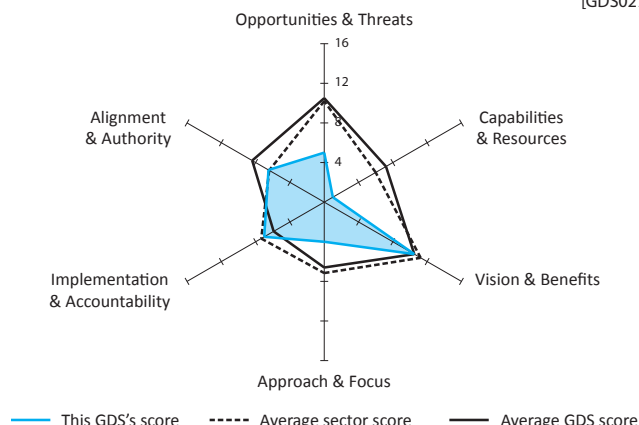 [GDS02
Opportunities & Threats
16
12
8
4
Alignment
& Authority
Capabilities
& Resources
Implementation
& Accountability
Vision & Benefits
Approach & Focus
This GDS's score
Average sector score
Average GDS score